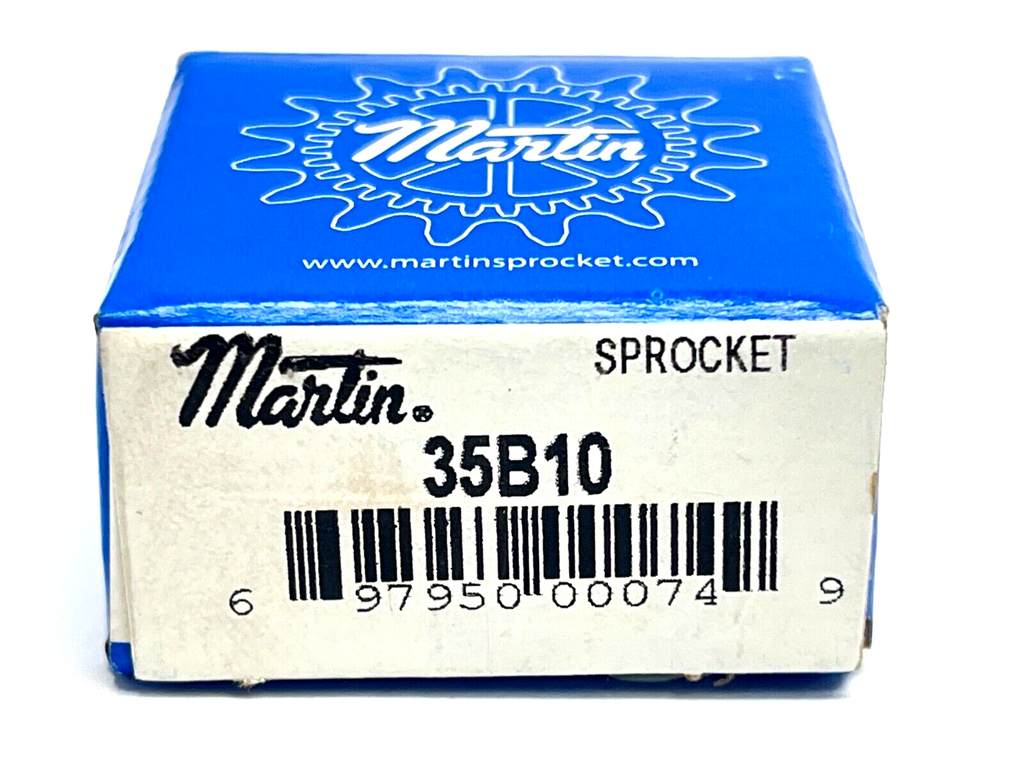 Martin
www.martinsprocket.com
Martin® SPROCKET
35B10
6 97950 00074 9